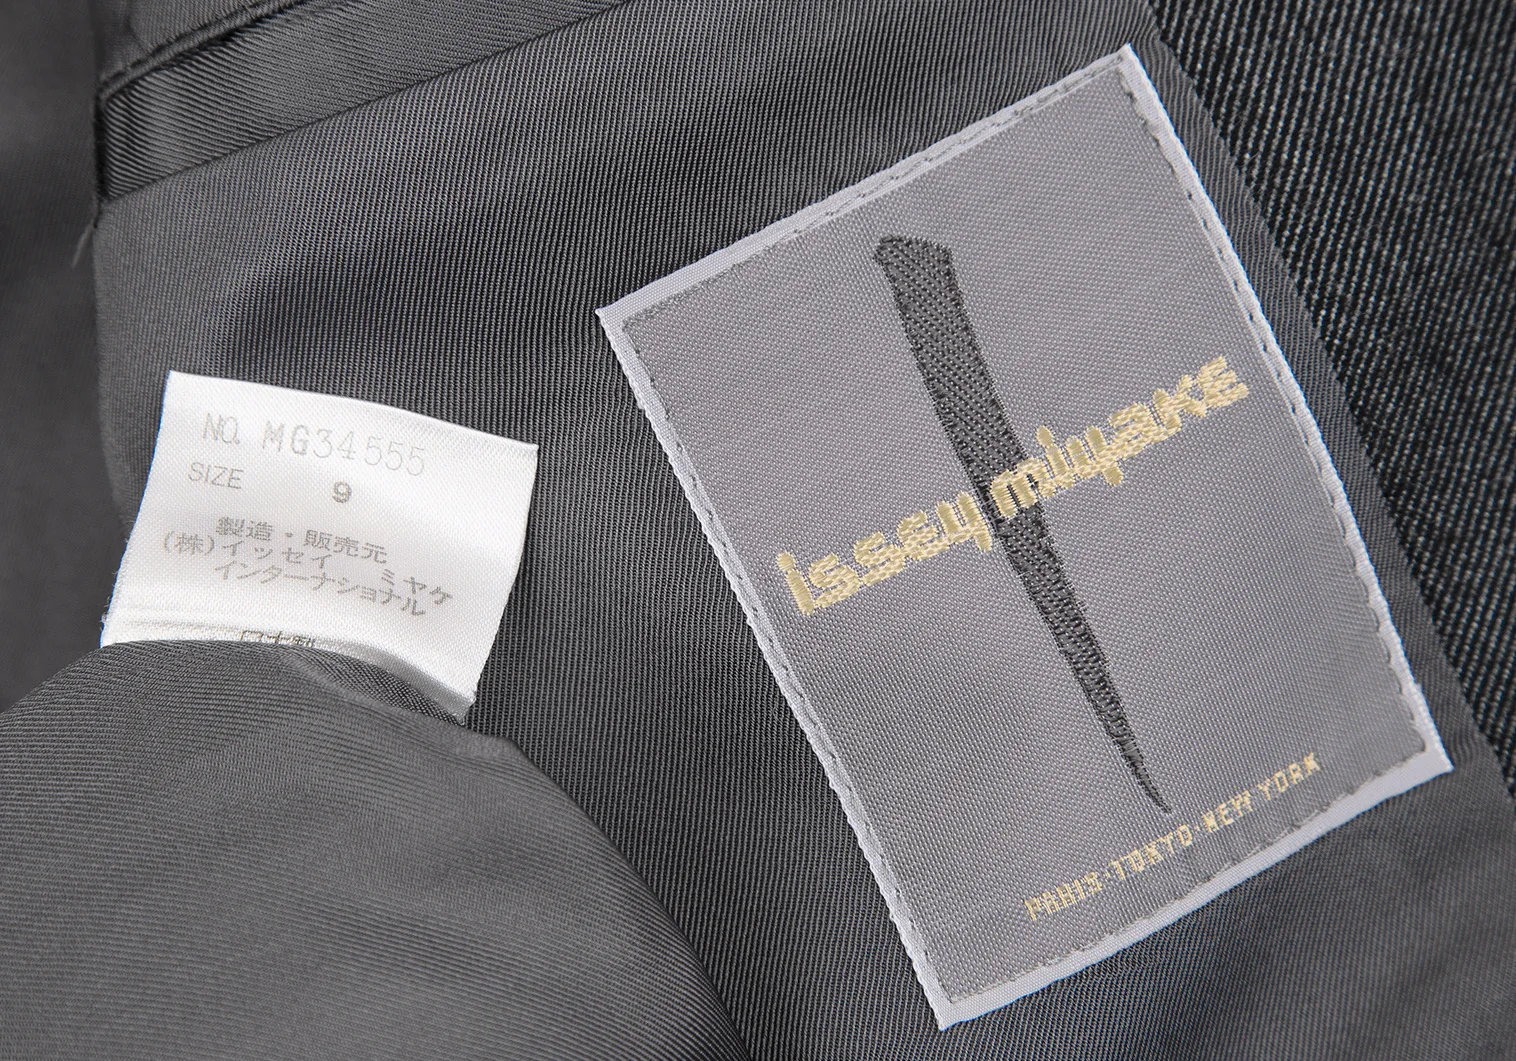 NO. MG34555
SIZE 9
製造・販売元
(株)イッセイ ミヤケ
インターナショナル
issey miyake
PARIS・TOKYO・NEW YORK